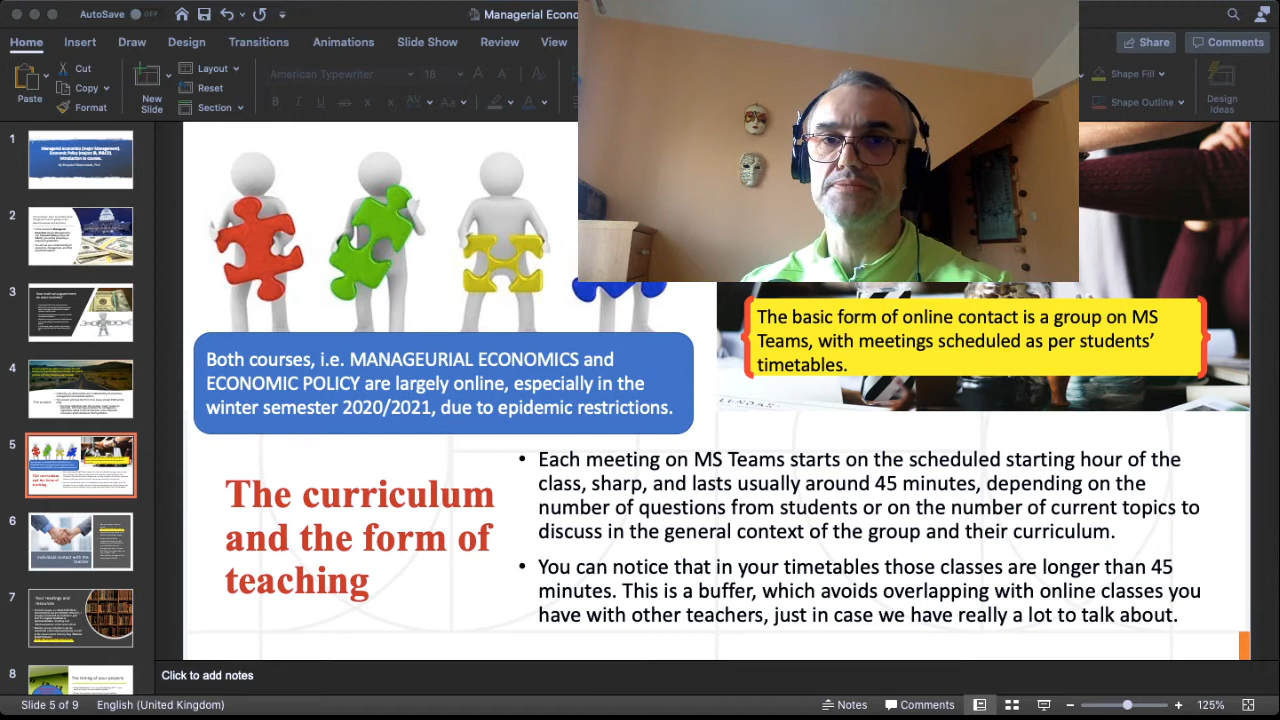 AutoSave OFF
Managerial Econo
Home Insert Draw Design Transitions Animations Slide Show Review View
Share Comments
Paste
Cut
Copy
Format
New
Slide
Layout
Reset
Section
American Typewriter 18
Shape Fill
Shape Outline
Design
Ideas
1
2
3
4
5
6
7
8
Both courses, i.e. MANAGEURIAL ECONOMICS and
ECONOMIC POLICY are largely online, especially in the
winter semester 2020/2021, due to epidemic restrictions.
The basic form of online contact is a group on MS
Teams, with meetings scheduled as per students’
timetables.
The curriculum
and the form of
teaching
• Each meeting on MS Teams starts on the scheduled starting hour of the
class, sharp, and lasts usually around 45 minutes, depending on the
number of questions from students or on the number of current topics to
discuss in the general context of the group and their curriculum.
• You can notice that in your timetables those classes are longer than 45
minutes. This is a buffer, which avoids overlapping with online classes you
have with other teachers, just in case we have really a lot to talk about.
Click to add notes
Slide 5 of 9 English (United Kingdom)
Notes Comments 125%